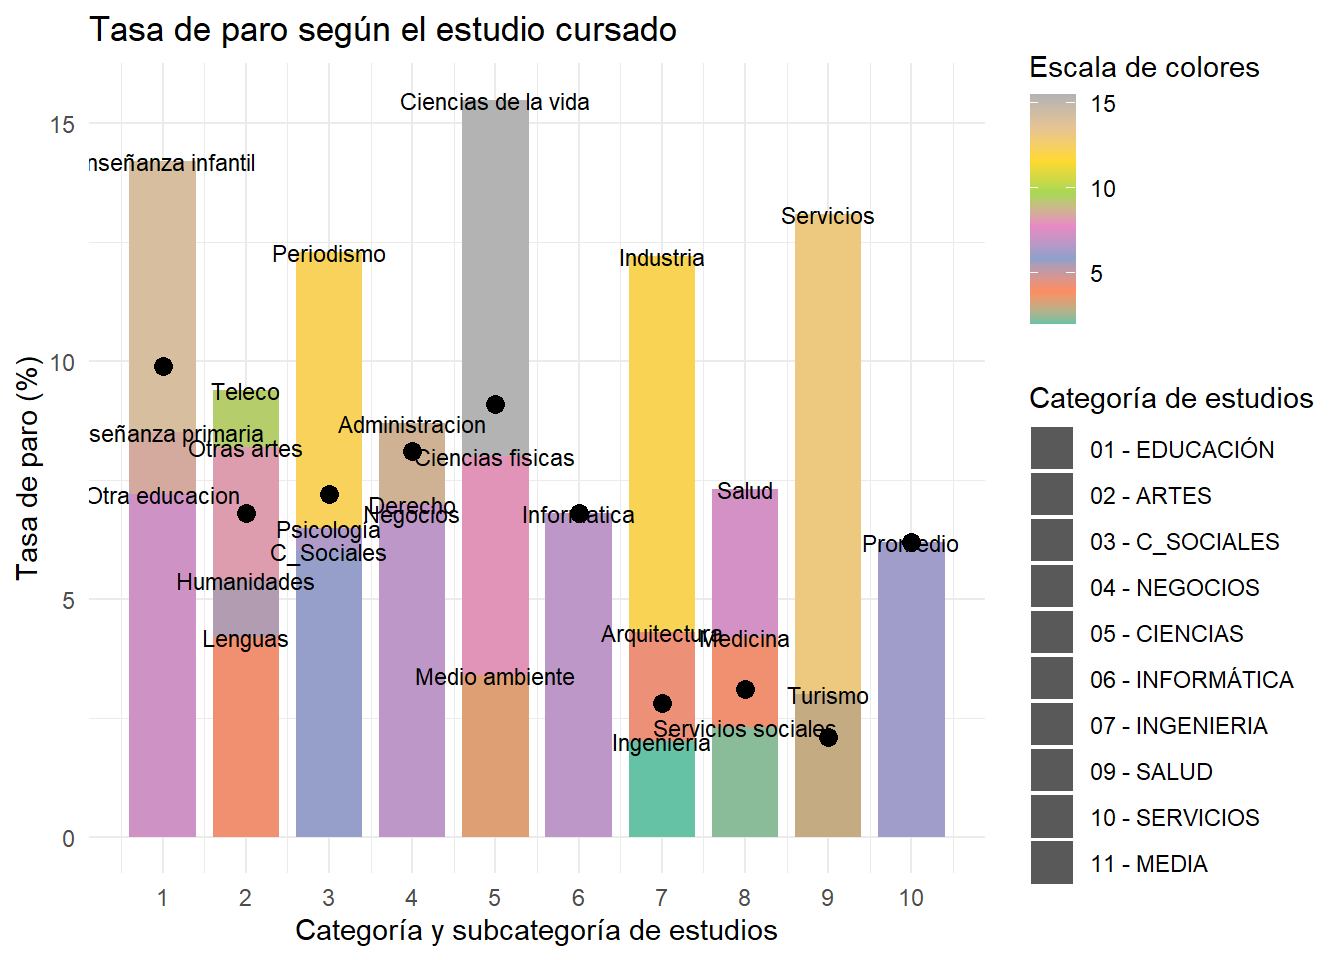 Tasa de paro según el estudio cursado
Tasa de paro (%)
15
10
5
0
Ciencias de la vida
nseñanza infantil
Servicios
Periodismo
Industria
Teleco
Administracion
señanza primaria
Otras artes
Ciencias fisicas
Salud
Otra educacion
Derecho
Negocios
Informatica
Psicologia
C_Sociales
Promedio
Humanidades
Lenguas
Arquitectura
Medicina
Medio ambiente
Turismo
Servicios sociales
Ingenieria
1 2 3 4 5 6 7 8 9 10
Categoría y subcategoría de estudios
Escala de colores
15
10
5
Categoría de estudios
01 - EDUCACIÓN
02 - ARTES
03 - C_SOCIALES
04 - NEGOCIOS
05 - CIENCIAS
06 - INFORMÁTICA
07 - INGENIERIA
09 - SALUD
10 - SERVICIOS
11 - MEDIA